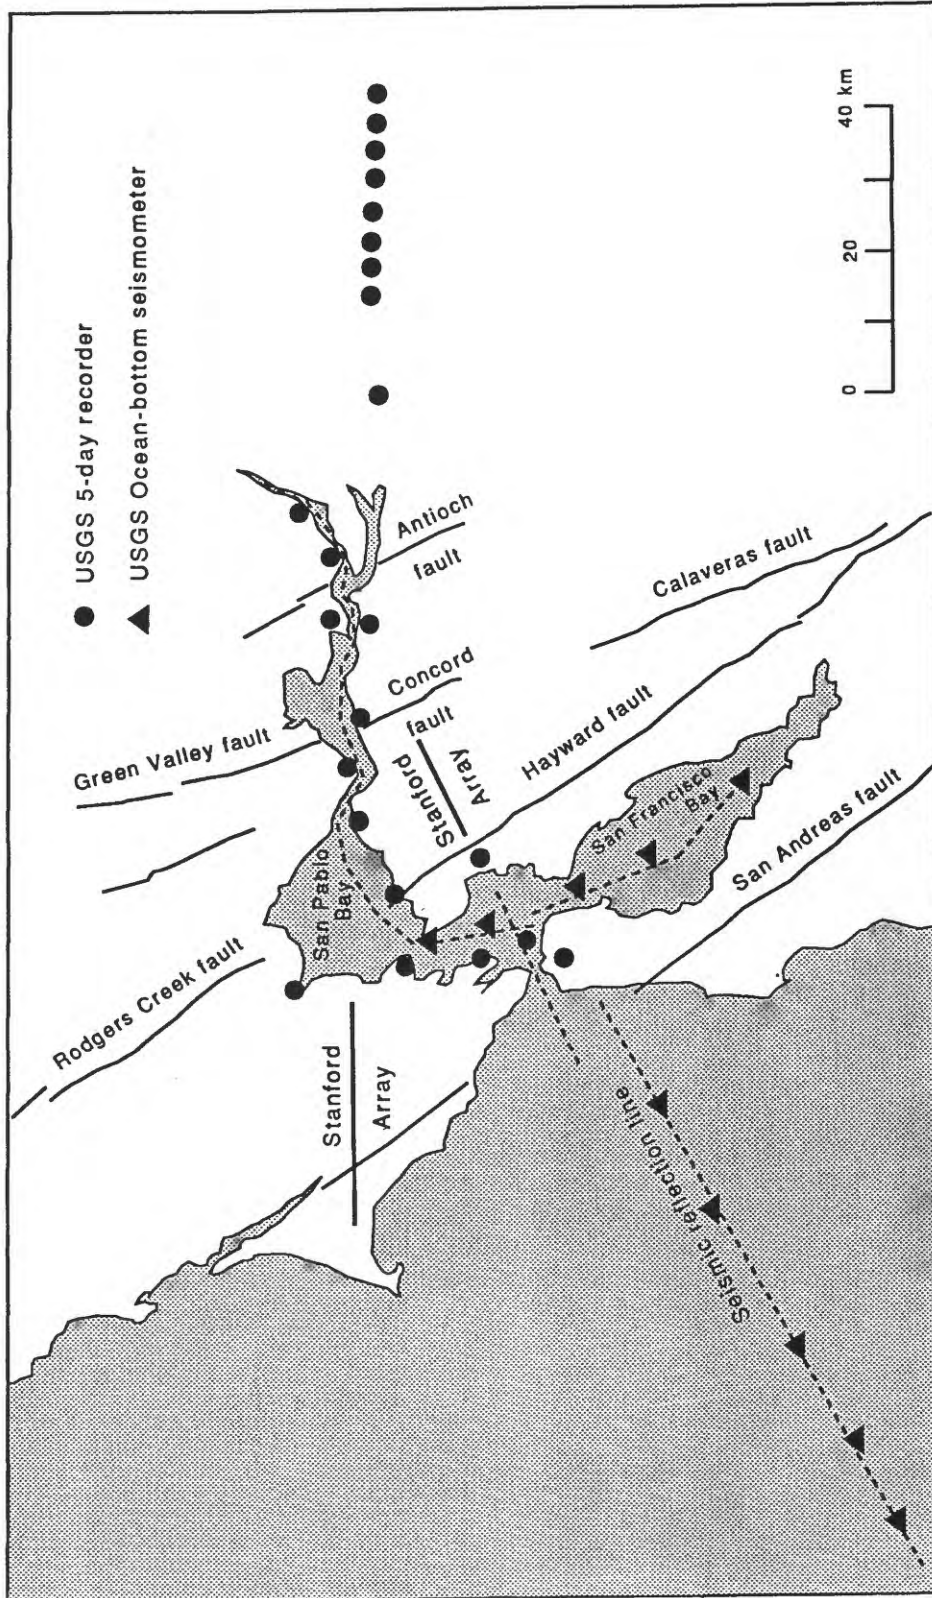 USGS 5-day recorder
USGS Ocean-bottom seismometer
0 20 40 km
Antioch
fault
Calaveras fault
Concord
fault
Green Valley fault
Stanford
Array
Hayward fault
San Francisco
Bay
San Andreas fault
San Pablo
Bay
Rodgers Creek fault
Stanford
Array
Seismic reflection line